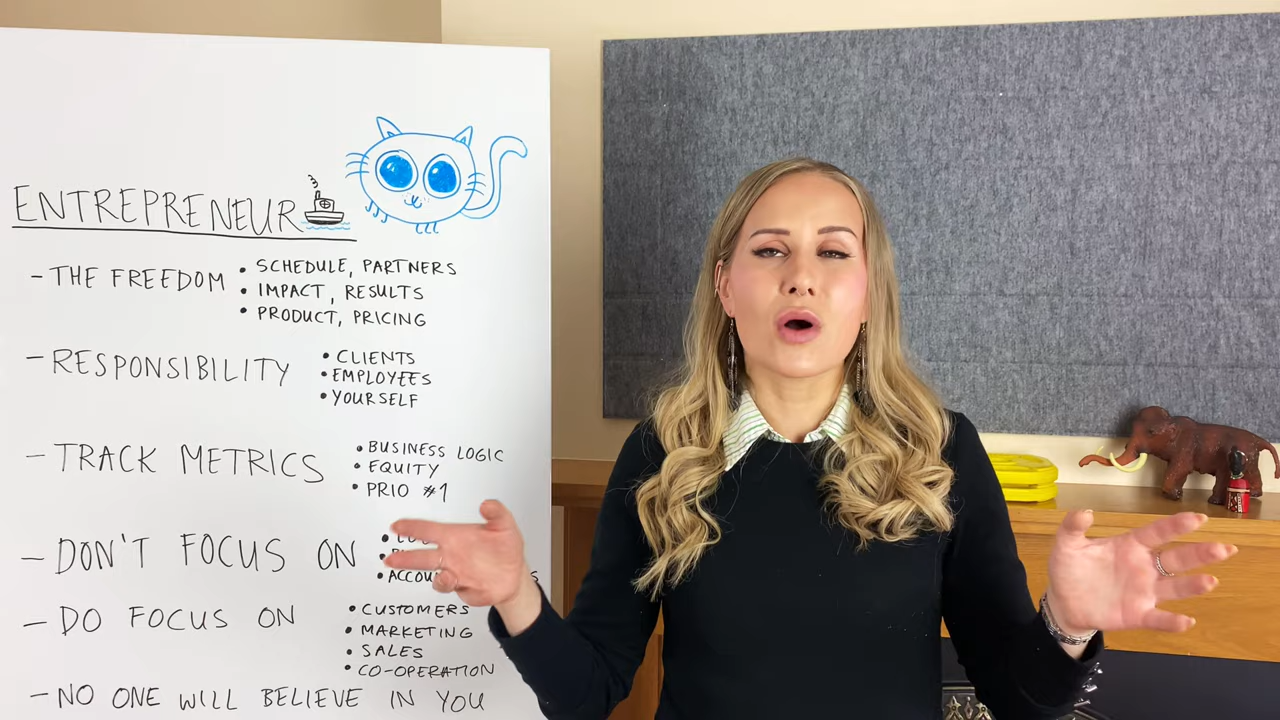 ENTREPRENEUR
- THE FREEDOM
• SCHEDULE, PARTNERS
• IMPACT, RESULTS
• PRODUCT, PRICING
- RESPONSIBILITY
• CLIENTS
• EMPLOYEES
• YOURSELF
- TRACK METRICS
• BUSINESS LOGIC
• EQUITY
• PRIO #1
- DON'T FOCUS ON
- DO FOCUS ON
• CUSTOMERS
• MARKETING
• SALES
• CO-OPERATION
- NO ONE WILL BELIEVE IN YOU